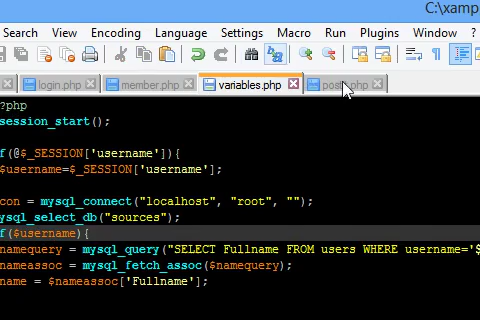 C:\xamp
Search View Encoding Language Settings Macro Run Plugins Window ?
login.php member.php variables.php
?php
session_start();
f(@$_SESSION['username']){
$username=$_SESSION['username'];
con = mysql_connect("localhost", "root", "");
ysql_select_db("sources");
f($username){
namequery = mysql_query("SELECT Fullname FROM users WHERE username='$
nameassoc = mysql_fetch_assoc($namequery);
name = $nameassoc['Fullname'];